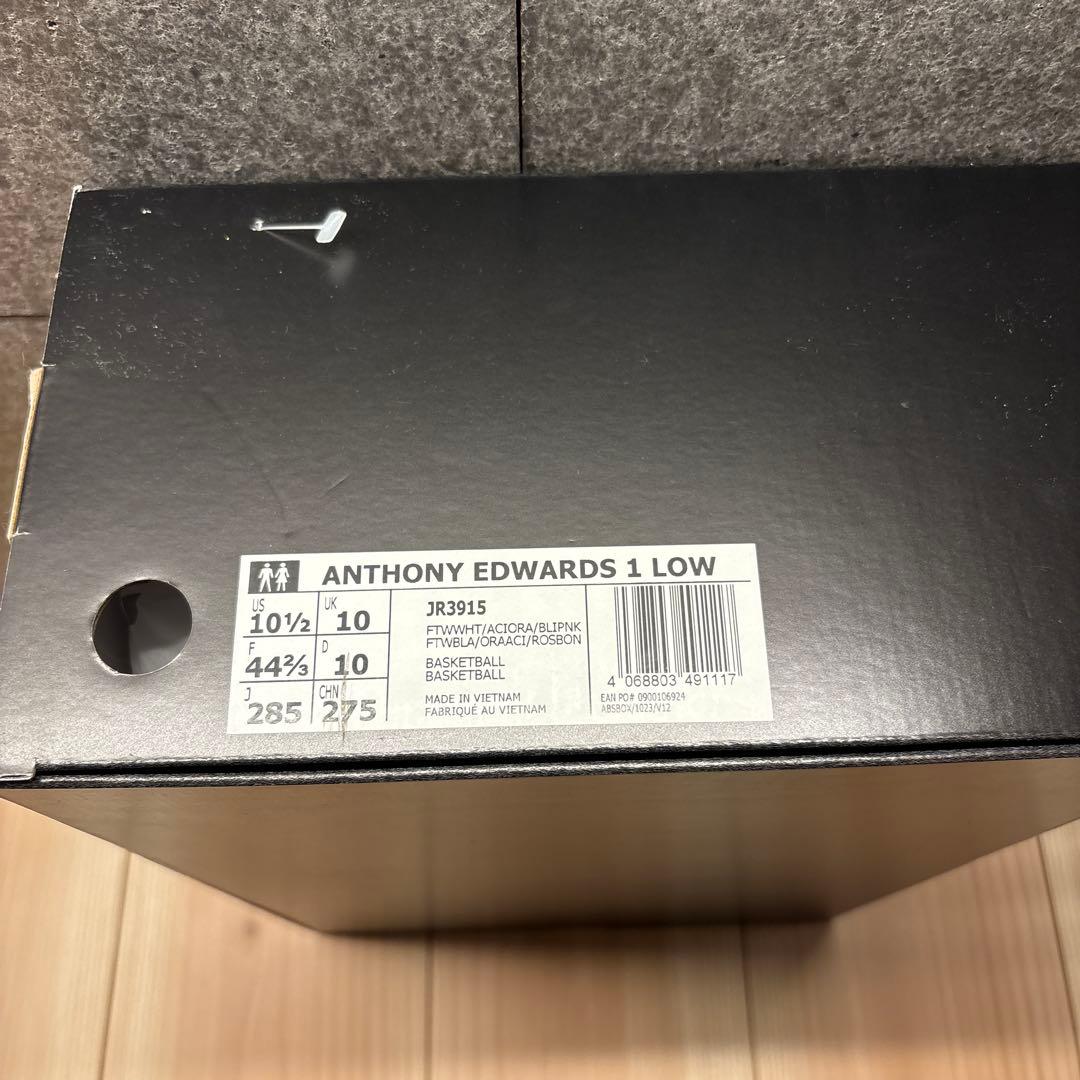 ANTHONY EDWARDS 1 LOW
US 10½ UK 10
F 44⅔ D 10
J 285 CHN 275
JR3915
FTWWHT/ACIORA/BLIPNK
FTWBLA/ORAACI/ROSBON
BASKETBALL
BASKETBALL
MADE IN VIETNAM
FABRIQUÉ AU VIETNAM
4 068803 491117
EAN PO# 0900106924
ABSBOX/1023/V12